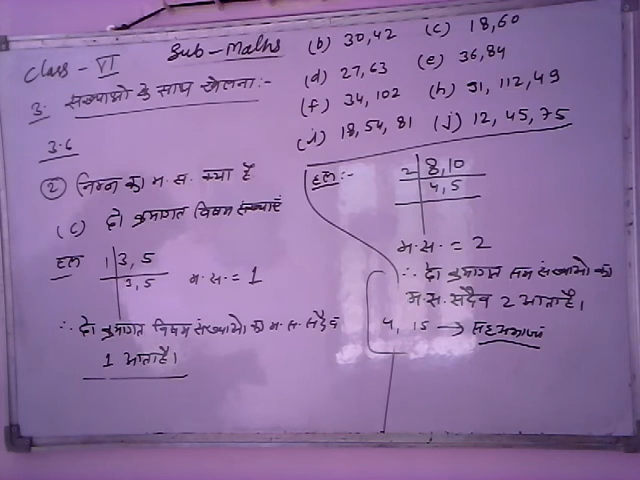 Class - VI Sub - Maths
3. संख्याओं के साथ खेलना :-
3.6
(2) निम्न का म.स. क्या है
(c) दो क्रमागत विषम संख्याएं
हल 1 | 3, 5
3, 5 म.स. = 1
∴ दो क्रमागत विषम संख्याओं का म.स. सदैव
1 आता है।
(b) 30, 42 (c) 18, 60
(d) 27, 63 (e) 36, 84
(f) 34, 102 (h) 91, 112, 49
(i) 18, 54, 81 (j) 12, 45, 75
हल :- 2 | 8, 10
4, 5
म.स. = 2
∴ दो क्रमागत सम संख्याओं का
म.स. सदैव 2 आता है।
4, 15 → सहअभाज्य